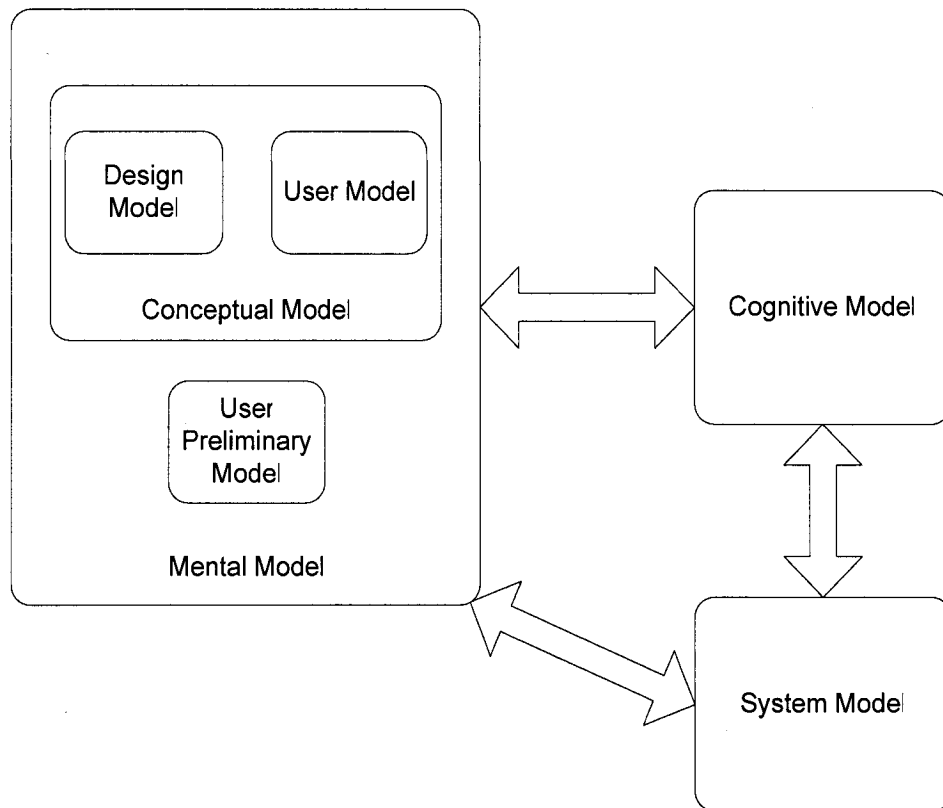 Design
Model
User Model
Conceptual Model
User
Preliminary
Model
Mental Model
Cognitive Model
System Model